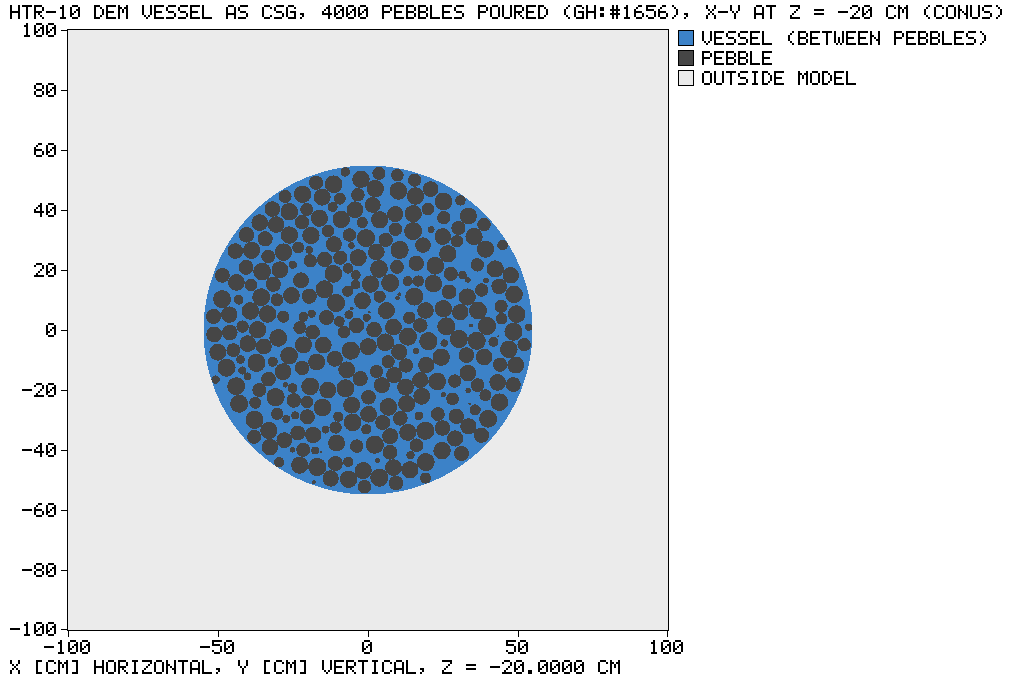 HTR-10 DEM VESSEL AS CSG, 4000 PEBBLES POURED (GH:#1656), X-Y AT Z = -20 CM (CONUS)
VESSEL (BETWEEN PEBBLES)
PEBBLE
OUTSIDE MODEL
100
80
60
40
20
0
-20
-40
-60
-80
-100
-100 -50 0 50 100
X [CM] HORIZONTAL, Y [CM] VERTICAL, Z = -20.0000 CM